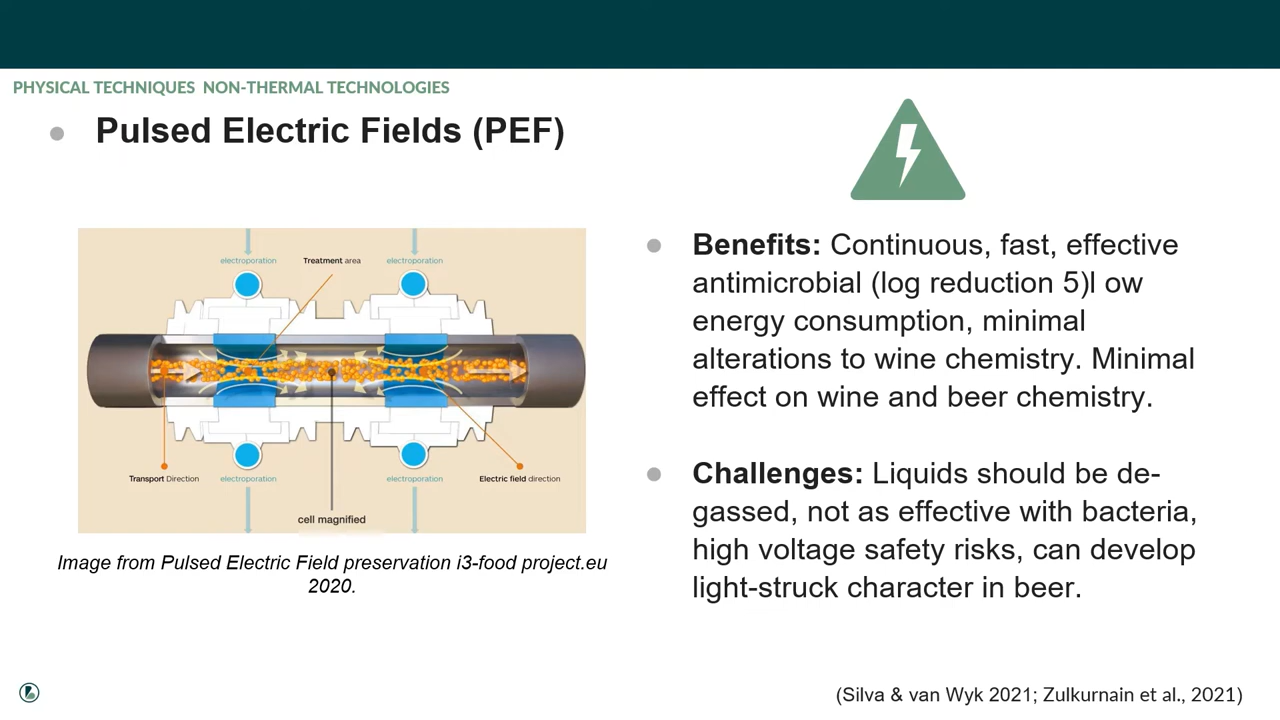 PHYSICAL TECHNIQUES NON-THERMAL TECHNOLOGIES
Pulsed Electric Fields (PEF)
electroporation
Treatment area
electroporation
Transport Direction
electroporation
electroporation
Electric field direction
cell magnified
Image from Pulsed Electric Field preservation i3-food project.eu
2020.
Benefits: Continuous, fast, effective
antimicrobial (log reduction 5)l ow
energy consumption, minimal
alterations to wine chemistry. Minimal
effect on wine and beer chemistry.
Challenges: Liquids should be de-
gassed, not as effective with bacteria,
high voltage safety risks, can develop
light-struck character in beer.
(Silva & van Wyk 2021; Zulkurnain et al., 2021)